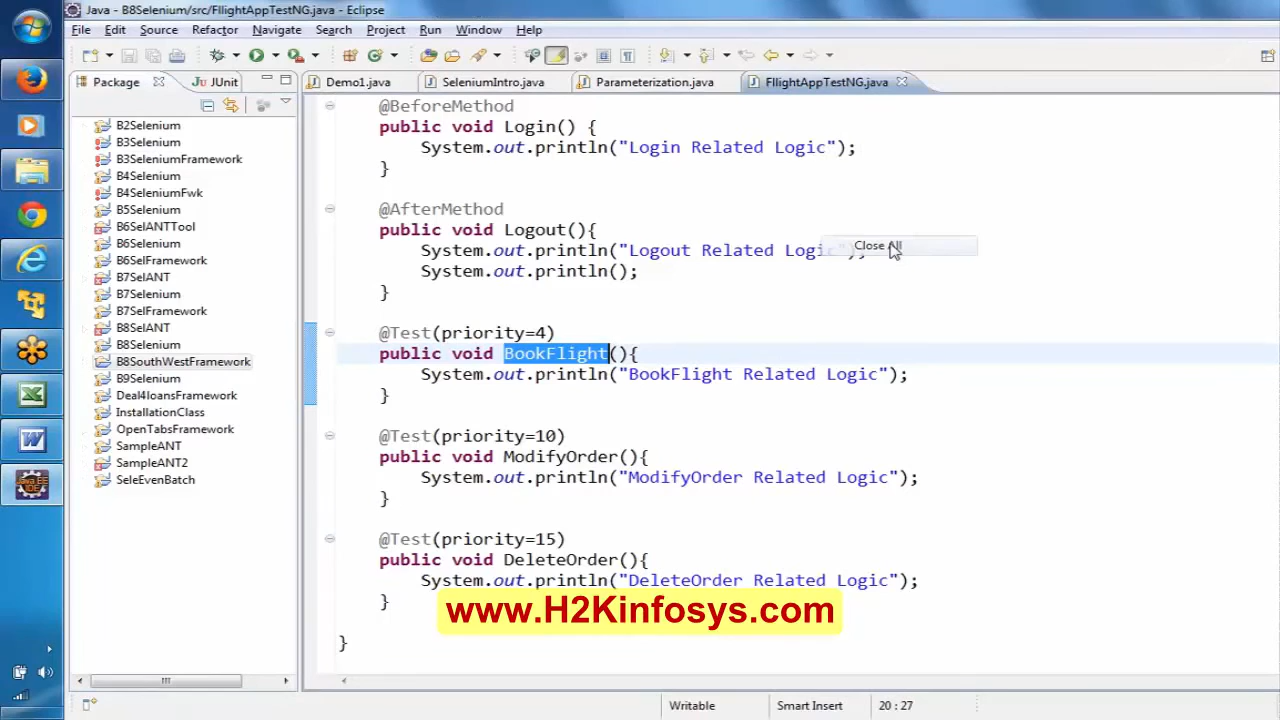 Java - B8Selenium/src/FllightAppTestNG.java - Eclipse
File Edit Source Refactor Navigate Search Project Run Window Help
Package JUnit Demo1.java SeleniumIntro.java Parameterization.java FllightAppTestNG.java
B2Selenium
B3Selenium
B3SeleniumFramework
B4Selenium
B4SeleniumFwk
B5Selenium
B6SelANTTool
B6Selenium
B6SelFramework
B7SelANT
B7Selenium
B7SelFramework
B8SelANT
B8Selenium
B8SouthWestFramework
B9Selenium
Deal4loansFramework
InstallationClass
OpenTabsFramework
SampleANT
SampleANT2
SeleEvenBatch
@BeforeMethod
public void Login() {
System.out.println("Login Related Logic");
}
@AfterMethod
public void Logout(){
System.out.println("Logout Related Logic");
System.out.println();
}
Close All
@Test(priority=4)
public void BookFlight(){
System.out.println("BookFlight Related Logic");
}
@Test(priority=10)
public void ModifyOrder(){
System.out.println("ModifyOrder Related Logic");
}
@Test(priority=15)
public void DeleteOrder(){
System.out.println("DeleteOrder Related Logic");
}
}
www.H2Kinfosys.com
Java EE
IDE
Writable Smart Insert 20 : 27